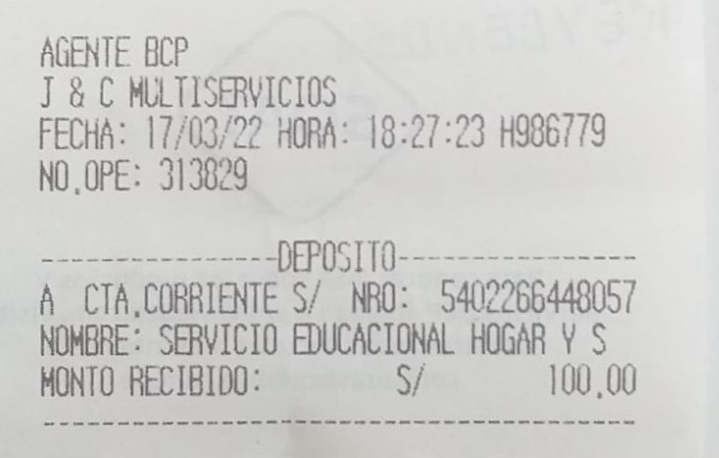 AGENTE BCP
J & C MULTISERVICIOS
FECHA: 17/03/22 HORA: 18:27:23 H986779
NO.OPE: 313829
----------------DEPOSITO----------------
A CTA.CORRIENTE S/ NRO: 5402266448057
NOMBRE: SERVICIO EDUCACIONAL HOGAR Y S
MONTO RECIBIDO: S/ 100.00
----------------------------------------